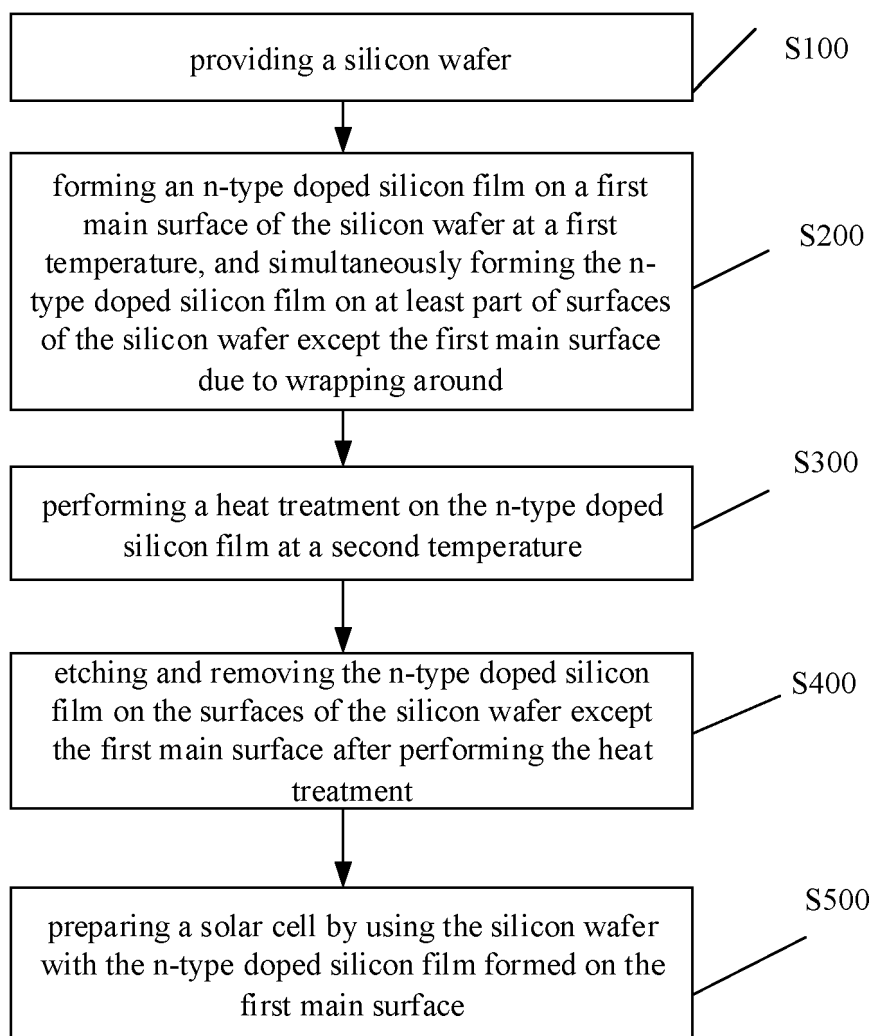 providing a silicon wafer
S100
forming an n-type doped silicon film on a first
main surface of the silicon wafer at a first
temperature, and simultaneously forming the n-
type doped silicon film on at least part of surfaces
of the silicon wafer except the first main surface
due to wrapping around
S200
performing a heat treatment on the n-type doped
silicon film at a second temperature
S300
etching and removing the n-type doped silicon
film on the surfaces of the silicon wafer except
the first main surface after performing the heat
treatment
S400
preparing a solar cell by using the silicon wafer
with the n-type doped silicon film formed on the
first main surface
S500